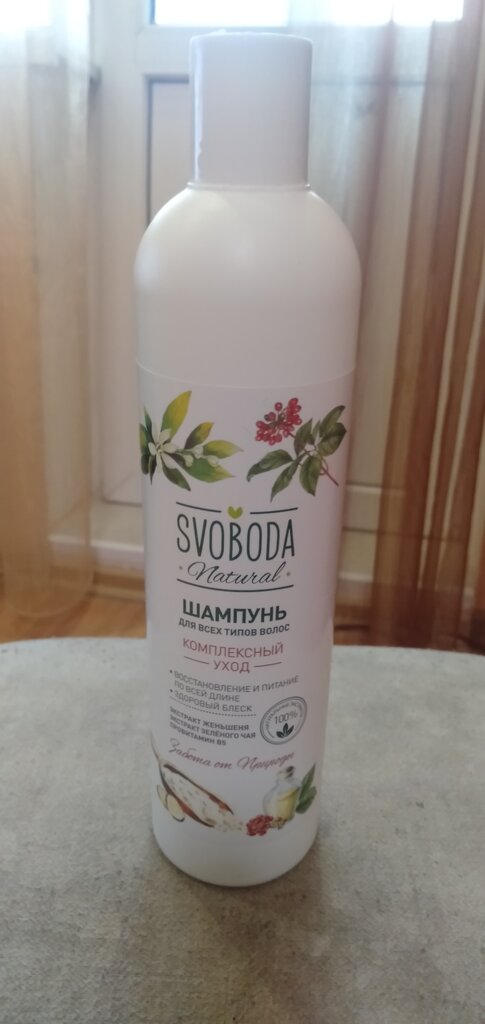 SVOBODA
Natural
ШАМПУНЬ
ДЛЯ ВСЕХ ТИПОВ ВОЛОС
КОМПЛЕКСНЫЙ
УХОД
• ВОССТАНОВЛЕНИЕ И ПИТАНИЕ
ПО ВСЕЙ ДЛИНЕ
• ЗДОРОВЫЙ БЛЕСК
100%
ЭКСТРАКТ ЖЕНЬШЕНЯ
ЭКСТРАКТ ЗЕЛЁНОГО ЧАЯ
ПРОВИТАМИН B5
Забота от Природы